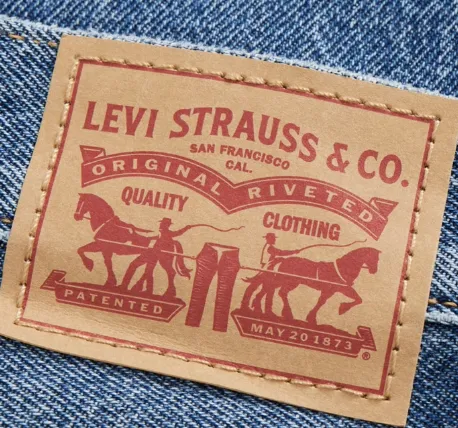 LEVI STRAUSS & CO.
SAN FRANCISCO
CAL.
ORIGINAL RIVETED
QUALITY CLOTHING
PATENTED
MAY 20 1873
®